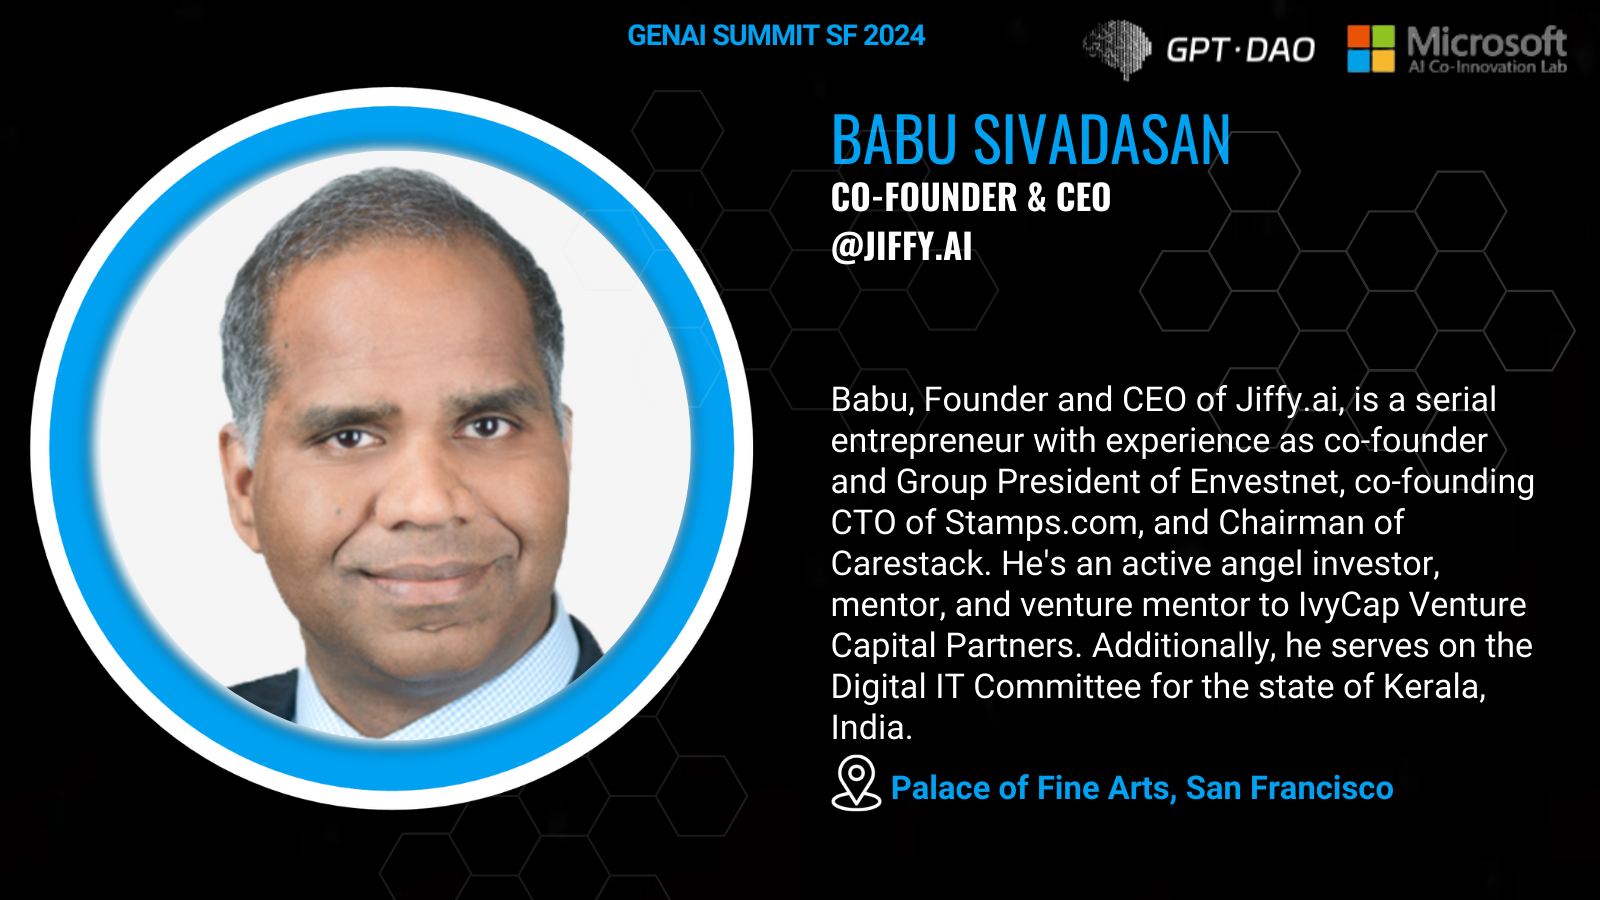 GENAI SUMMIT SF 2024
GPT·DAO
Microsoft
AI Co-Innovation Lab
BABU SIVADASAN
CO-FOUNDER & CEO
@JIFFY.AI
Babu, Founder and CEO of Jiffy.ai, is a serial
entrepreneur with experience as co-founder
and Group President of Envestnet, co-founding
CTO of Stamps.com, and Chairman of
Carestack. He's an active angel investor,
mentor, and venture mentor to IvyCap Venture
Capital Partners. Additionally, he serves on the
Digital IT Committee for the state of Kerala,
India.
Palace of Fine Arts, San Francisco